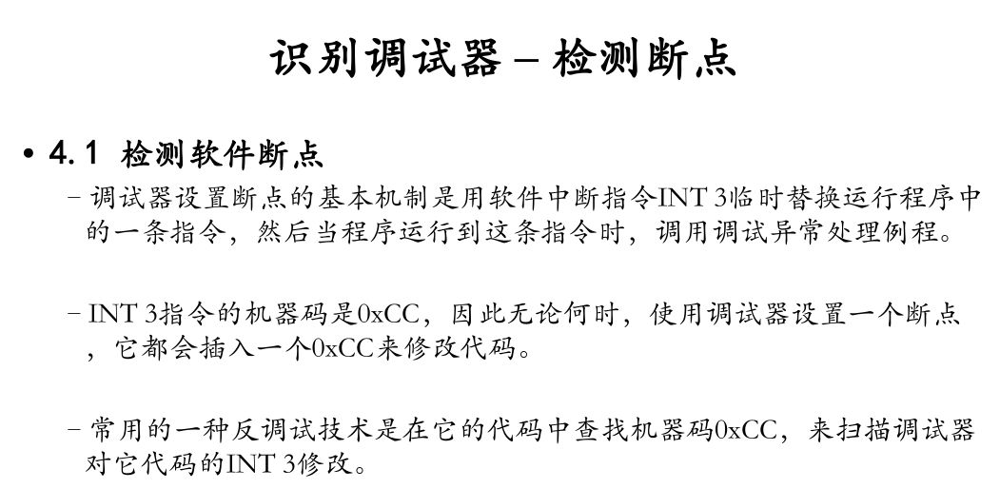 识别调试器 – 检测断点
• 4.1 检测软件断点
– 调试器设置断点的基本机制是用软件中断指令INT 3临时替换运行程序中
的一条指令，然后当程序运行到这条指令时，调用调试异常处理例程。
– INT 3指令的机器码是0xCC，因此无论何时，使用调试器设置一个断点
，它都会插入一个0xCC来修改代码。
– 常用的一种反调试技术是在它的代码中查找机器码0xCC，来扫描调试器
对它代码的INT 3修改。